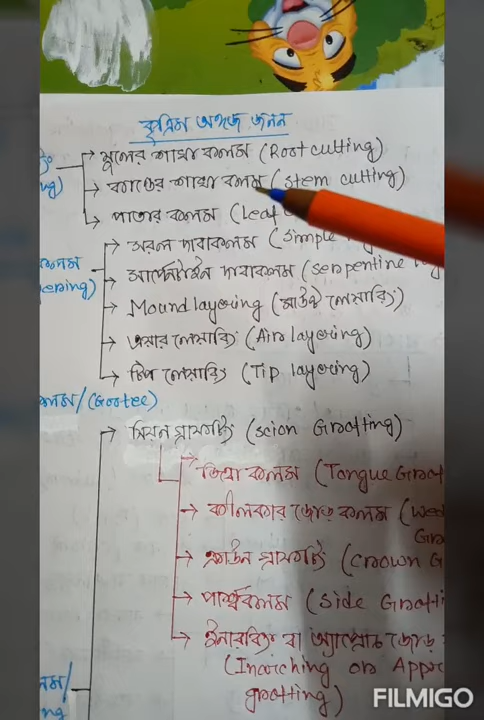 কৃত্রিম অঙ্গজ জনন
মূলের শাখা কলম (Root cutting)
কান্ডের শাখা কলম (stem cutting)
পাতার কলম (Leaf
সরল দাবাকলম (Simple
সার্পেনটাইন দাবাকলম (serpentine
Mound layering (মাউন্ড লেয়ারিং)
এয়ার লেয়ারিং (Air layering)
টিপ লেয়ারিং (Tip layering)
(Gootee)
সিয়ন গ্রাফটিং (scion Grafting)
জিহ্বা কলম (Tongue Graft
কীলকাকার জোড় কলম (Wed
Gra
ক্রাউন গ্রাফটিং (crown G
পার্শ্বকলম (Side Grafti
ইনারচিং বা অ্যাপ্রোচ জোড়
(Inarching or Appro
grafting)
FILMIGO